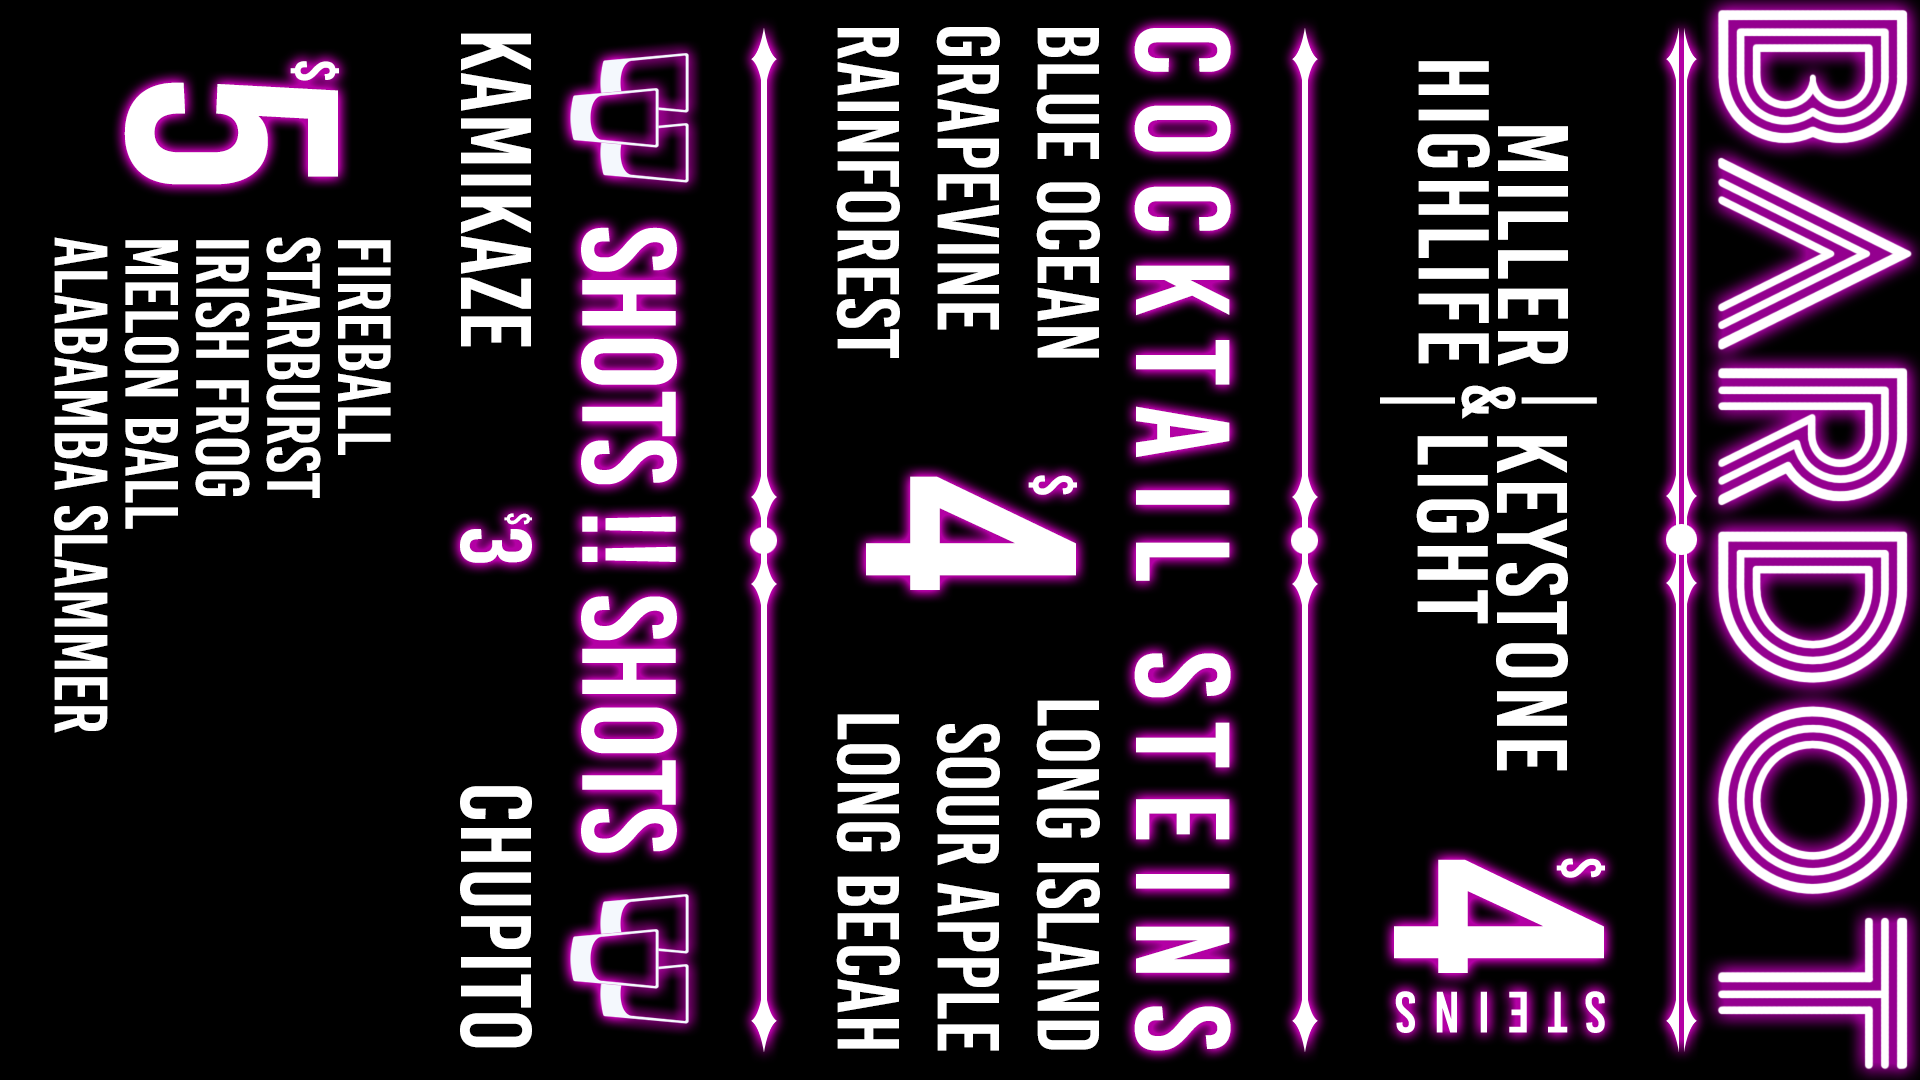 BARDOT
MILLER & KEYSTONE
HIGHLIFE & LIGHT
$4
STEINS
COCKTAIL STEINS
BLUE OCEAN
GRAPEVINE
RAINFOREST
$4
LONG ISLAND
SOUR APPLE
LONG BECAH
SHOTS !! SHOTS
KAMIKAZE $3 CHUPITO
$5
FIREBALL
STARBURST
IRISH FROG
MELON BALL
ALABAMBA SLAMMER